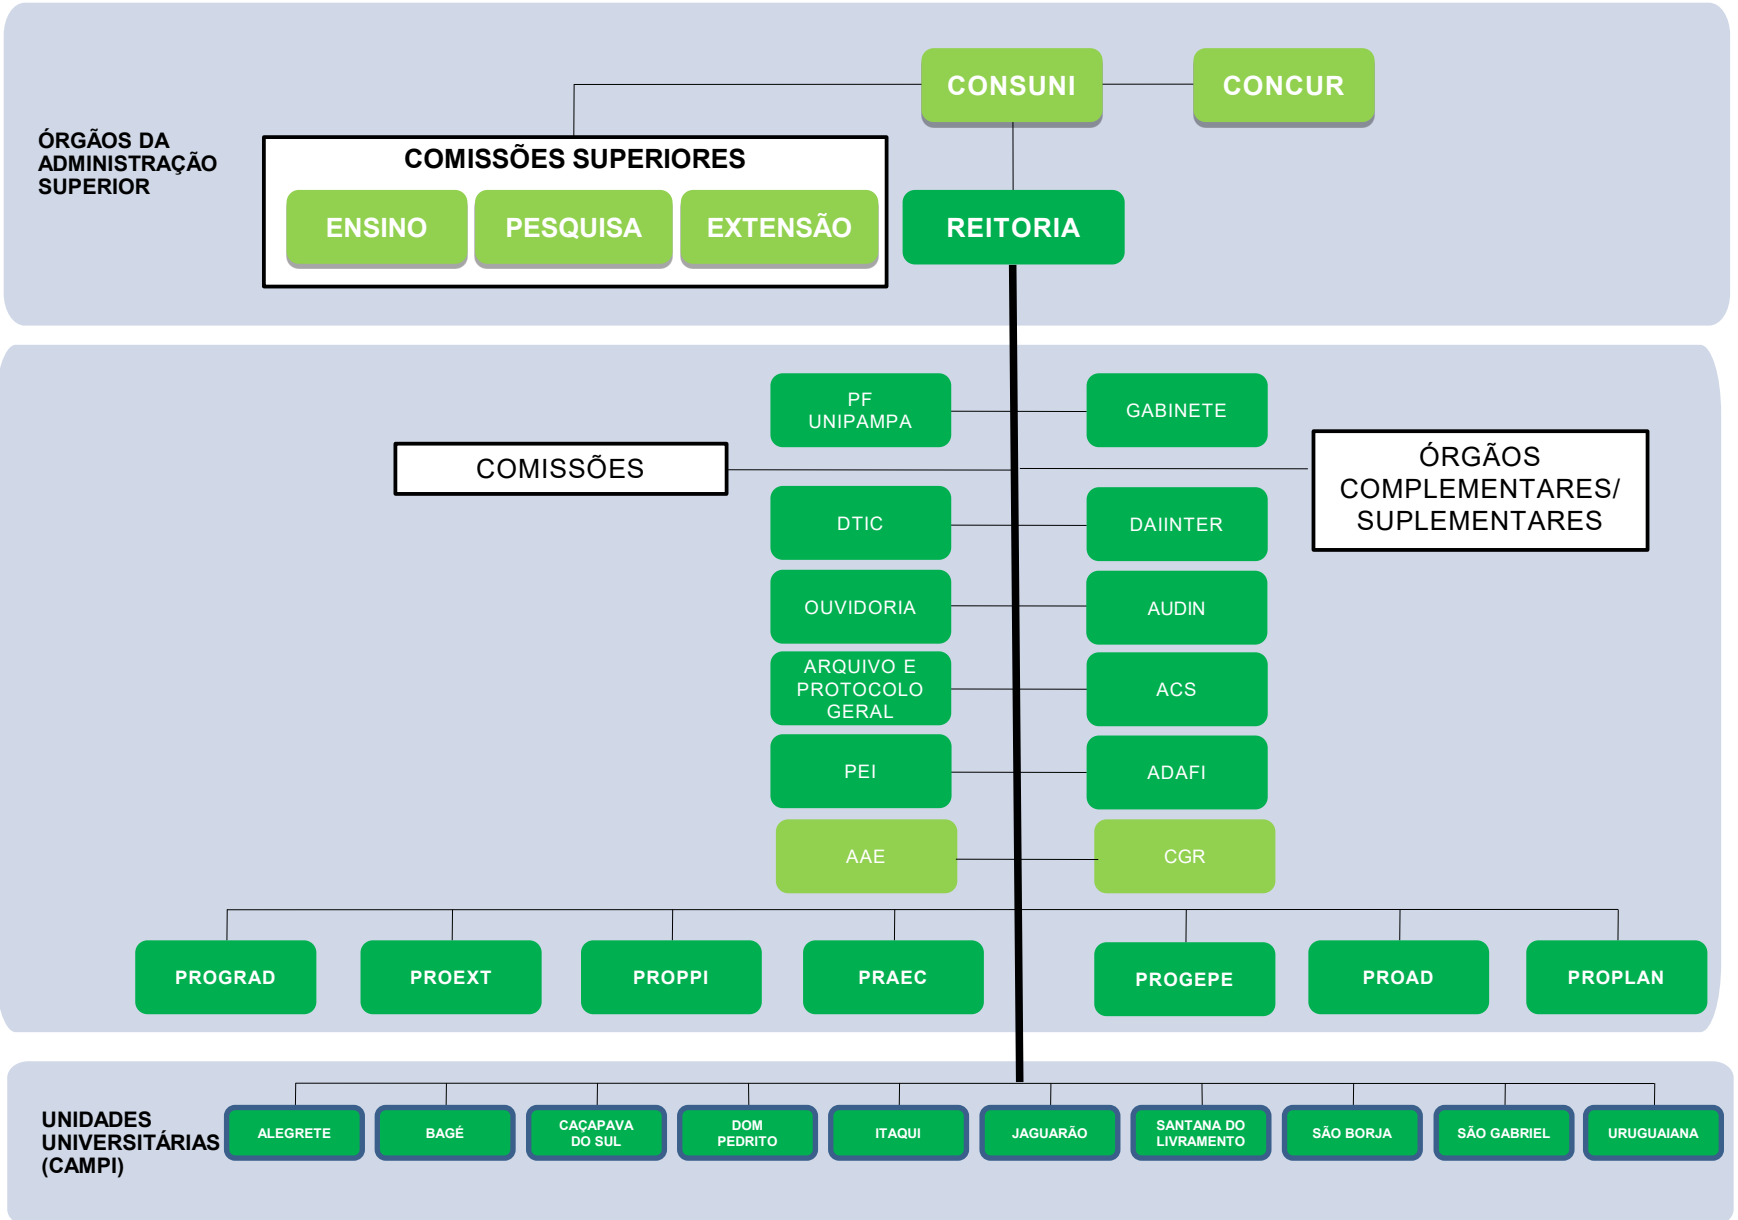 CONSUNI
CONCUR
ÓRGÃOS DA
ADMINISTRAÇÃO
SUPERIOR
COMISSÕES SUPERIORES
ENSINO
PESQUISA
EXTENSÃO
REITORIA
PF
UNIPAMPA
GABINETE
COMISSÕES
ÓRGÃOS
COMPLEMENTARES/
SUPLEMENTARES
DTIC
DAIINTER
OUVIDORIA
AUDIN
ARQUIVO E
PROTOCOLO
GERAL
ACS
PEI
ADAFI
AAE
CGR
PROGRAD
PROEXT
PROPPI
PRAEC
PROGEPE
PROAD
PROPLAN
UNIDADES
UNIVERSITÁRIAS
(CAMPI)
ALEGRETE
BAGÉ
CAÇAPAVA
DO SUL
DOM
PEDRITO
ITAQUI
JAGUARÃO
SANTANA DO
LIVRAMENTO
SÃO BORJA
SÃO GABRIEL
URUGUAIANA